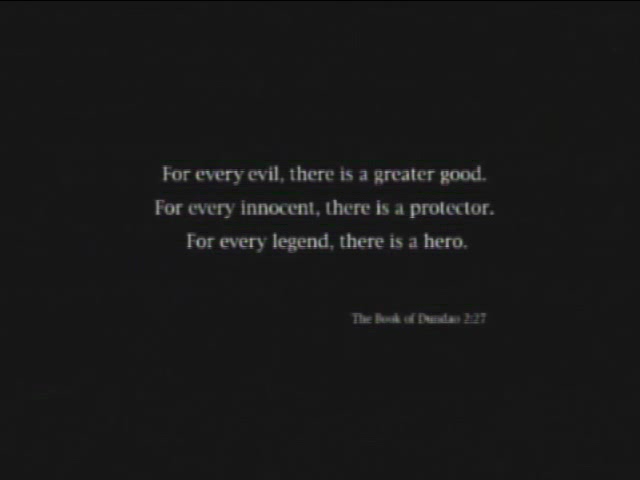 For every evil, there is a greater good.
For every innocent, there is a protector.
For every legend, there is a hero.
The Book of 2:27